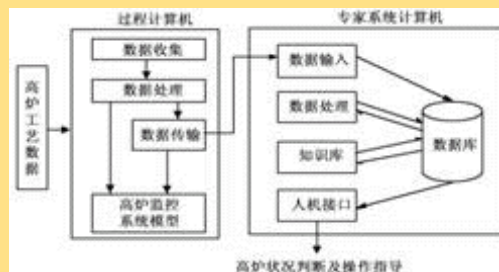 过程计算机
专家系统计算机
高炉工艺数据
数据收集
数据处理
数据传输
高炉监控
系统模型
数据输入
数据处理
知识库
人机接口
数据库
高炉状况判断及操作指导